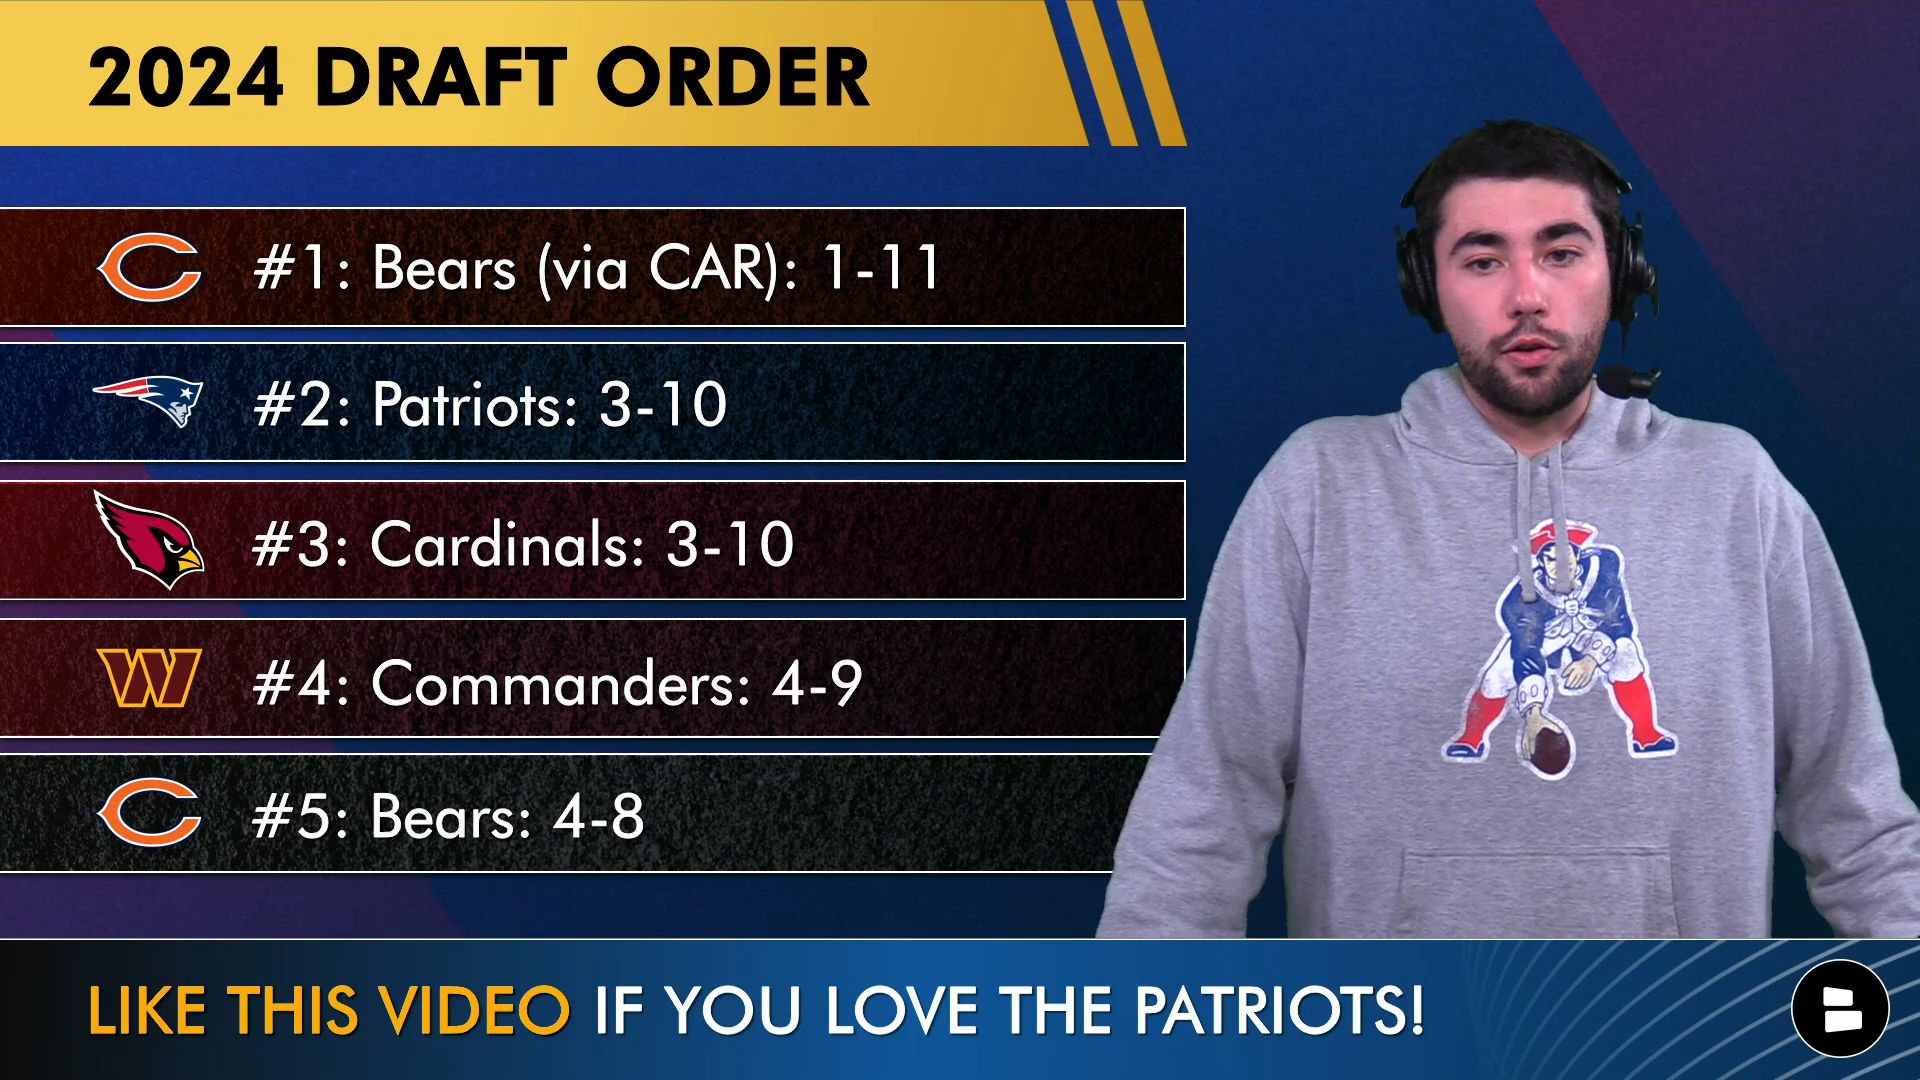 2024 DRAFT ORDER
#1: Bears (via CAR): 1-11
#2: Patriots: 3-10
#3: Cardinals: 3-10
#4: Commanders: 4-9
#5: Bears: 4-8
LIKE THIS VIDEO IF YOU LOVE THE PATRIOTS!